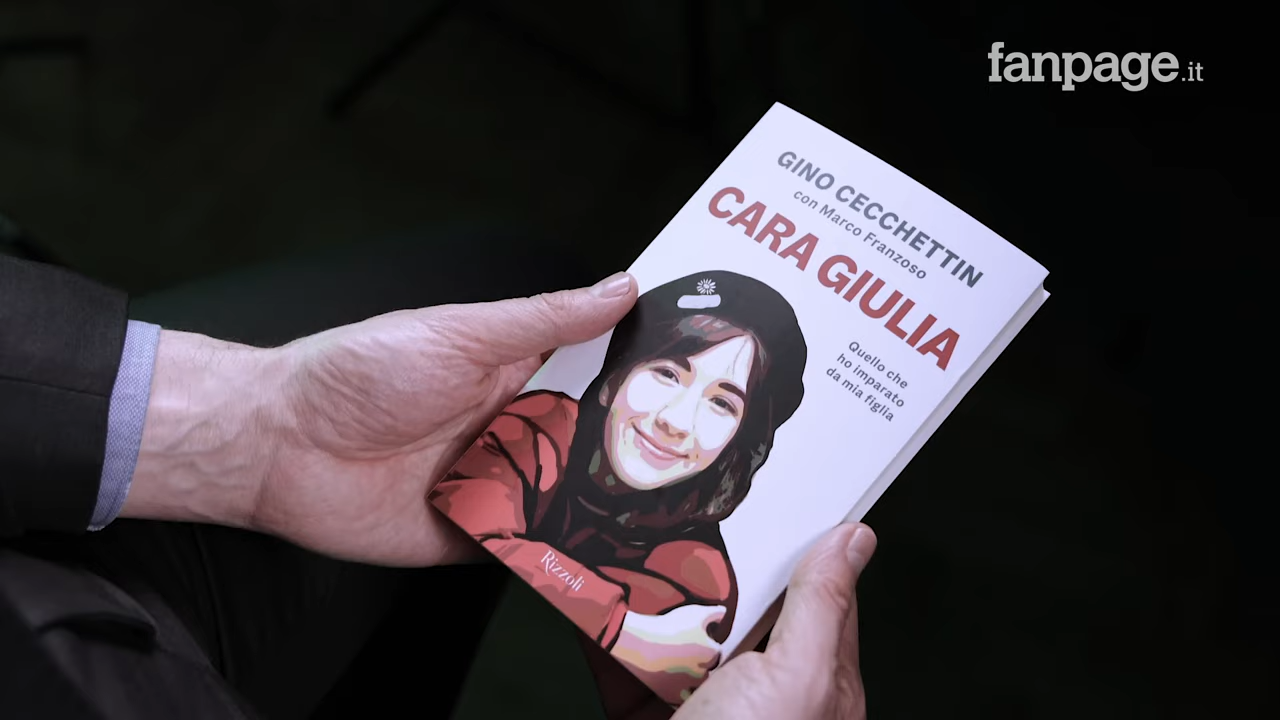 fanpage.it
GINO CECCHETTIN
con Marco Franzoso
CARA GIULIA
Quello che
ho imparato
da mia figlia
Rizzoli